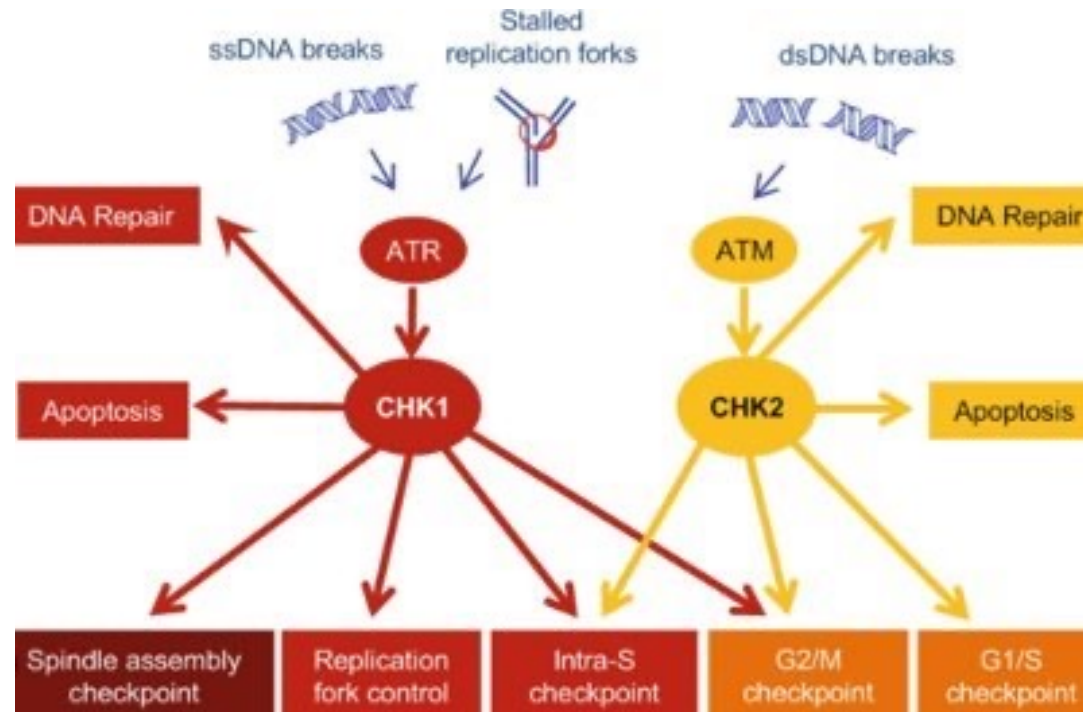 ssDNA breaks
Stalled
replication forks
dsDNA breaks
DNA Repair
ATR
ATM
DNA Repair
Apoptosis
CHK1
CHK2
Apoptosis
Spindle assembly
checkpoint
Replication
fork control
Intra-S
checkpoint
G2/M
checkpoint
G1/S
checkpoint